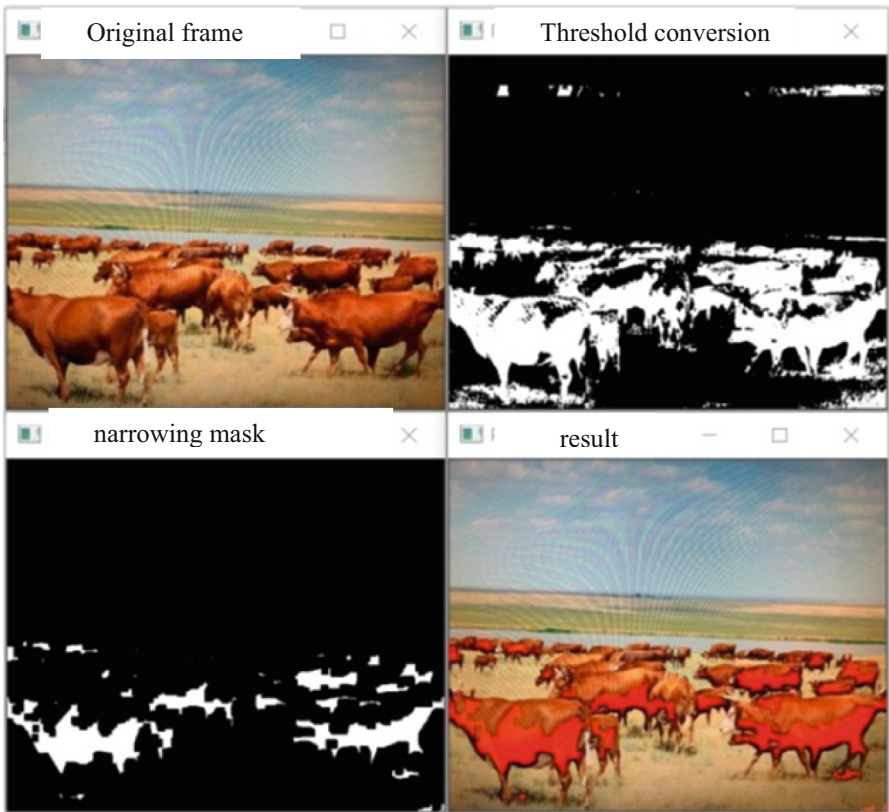 Original frame
Threshold conversion
narrowing mask
result